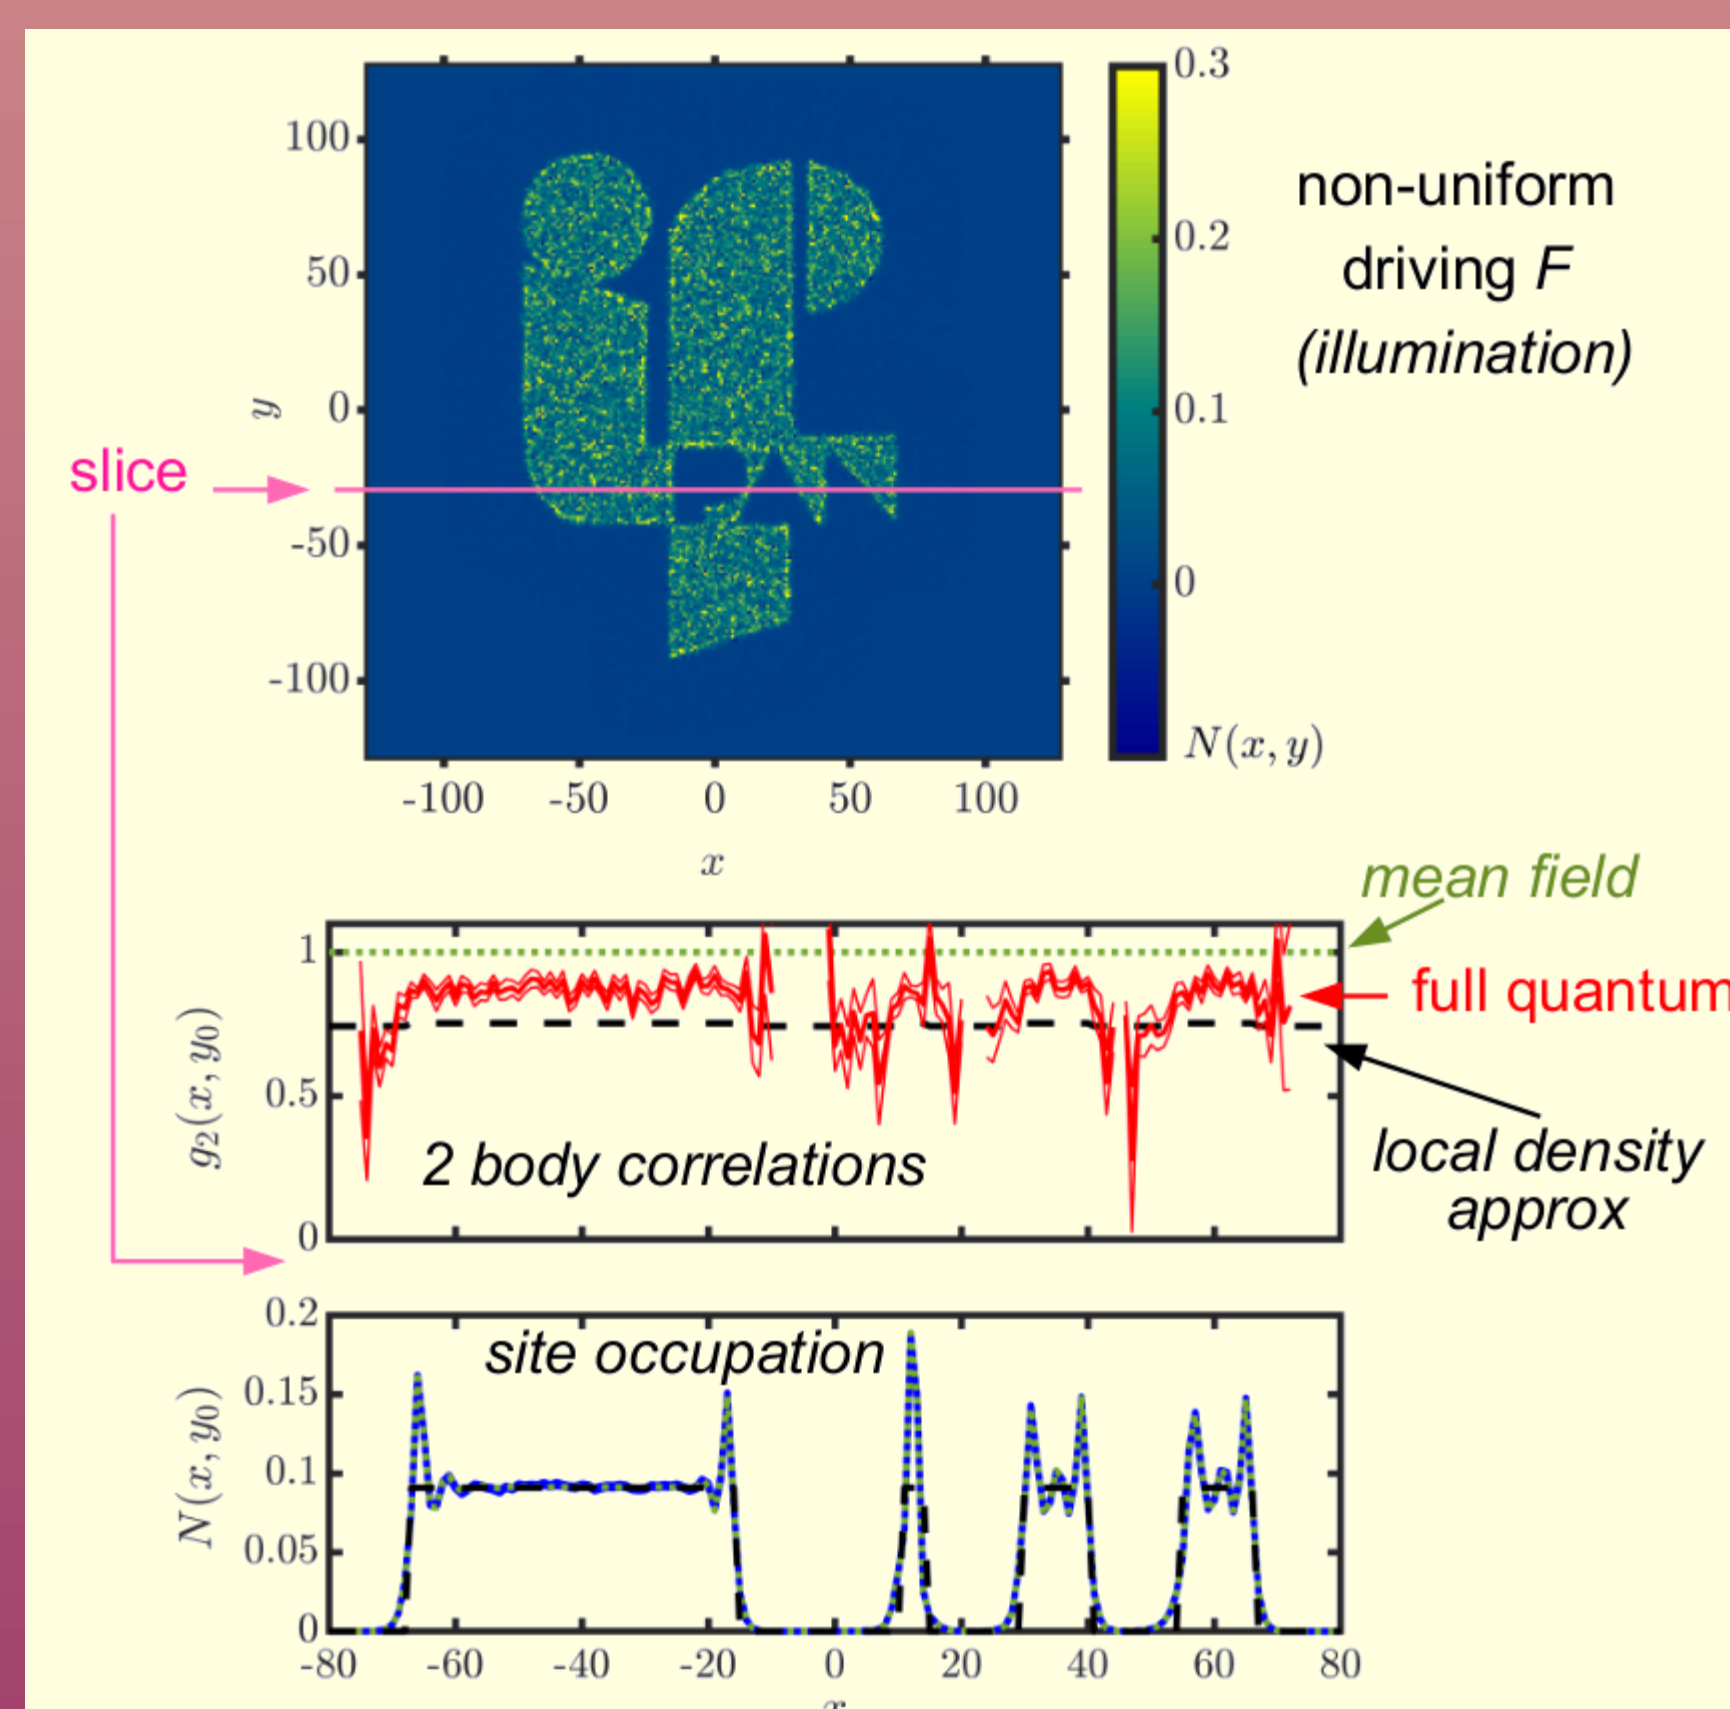 0.3
non-uniform
driving F
(illumination)
100
50
0
-50
-100
y
0.2
0.1
0
N(x, y)
slice
-100 -50 0 50 100
x
mean field
full quantum
local density
approx
1
0.5
0
g₂(x, y₀)
2 body correlations
0.2
0.15
0.1
0.05
0
N(x, y₀)
site occupation
-80 -60 -40 -20 0 20 40 60 80